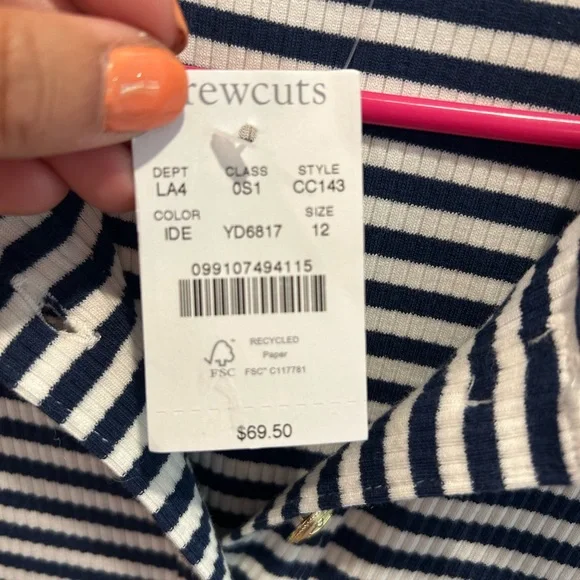 rewcuts
DEPT CLASS STYLE
LA4 0S1 CC143
COLOR SIZE
IDE YD6817 12
099107494115
RECYCLED
Paper
FSC
FSC® C117781
$69.50